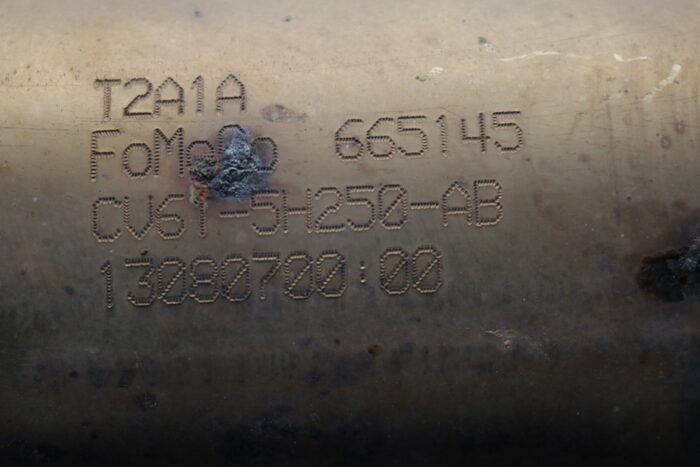 T2A1A
FoMoCo 665145
CV61-5H250-AB
13080700:00